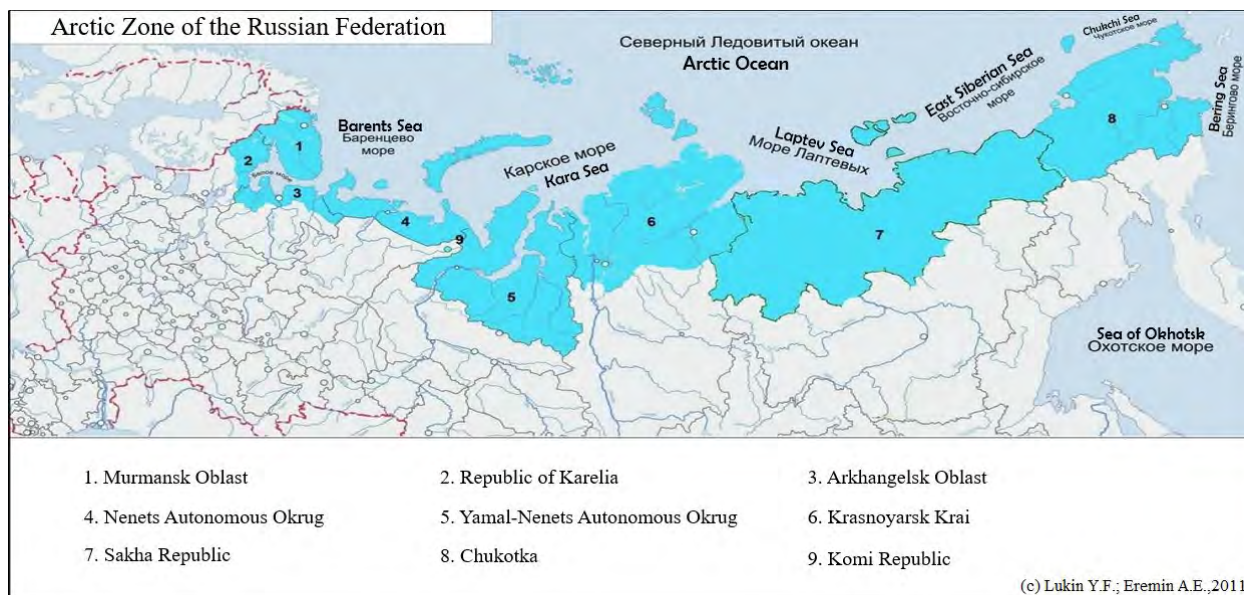 Arctic Zone of the Russian Federation
Северный Ледовитый океан
Arctic Ocean
Chukchi Sea
Чукотское море
East Siberian Sea
Восточно-сибирское
море
Bering Sea
Берингово море
Barents Sea
Баренцево
море
Laptev Sea
Море Лаптевых
Карское море
Kara Sea
Белое море
1
2
3
4
9
5
6
7
8
Sea of Okhotsk
Охотское море
1. Murmansk Oblast 2. Republic of Karelia 3. Arkhangelsk Oblast
4. Nenets Autonomous Okrug 5. Yamal-Nenets Autonomous Okrug 6. Krasnoyarsk Krai
7. Sakha Republic 8. Chukotka 9. Komi Republic
(c) Lukin Y.F.; Eremin A.E.,2011